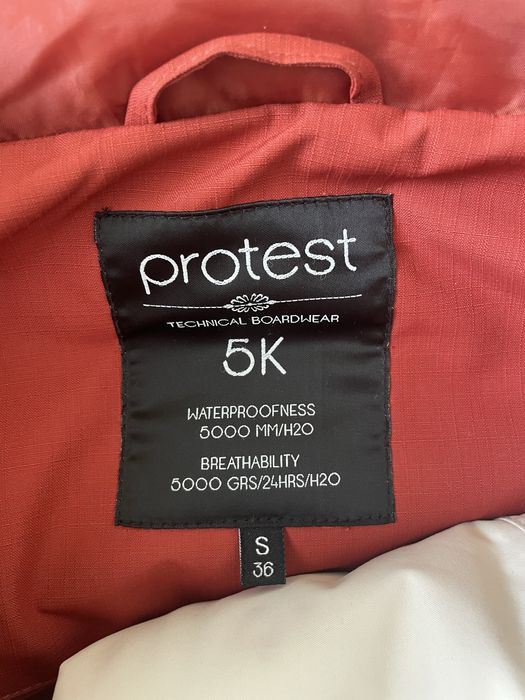 protest
TECHNICAL BOARDWEAR
5K
WATERPROOFNESS
5000 MM/H2O
BREATHABILITY
5000 GRS/24HRS/H2O
S
36